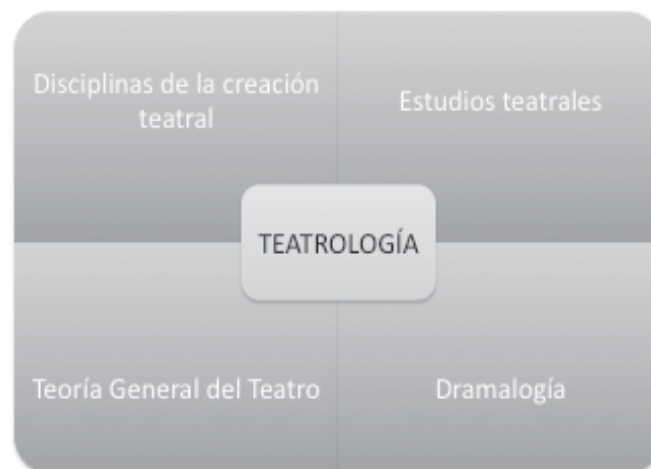 Disciplinas de la creación
teatral
Estudios teatrales
TEATROLOGÍA
Teoría General del Teatro
Dramalogía